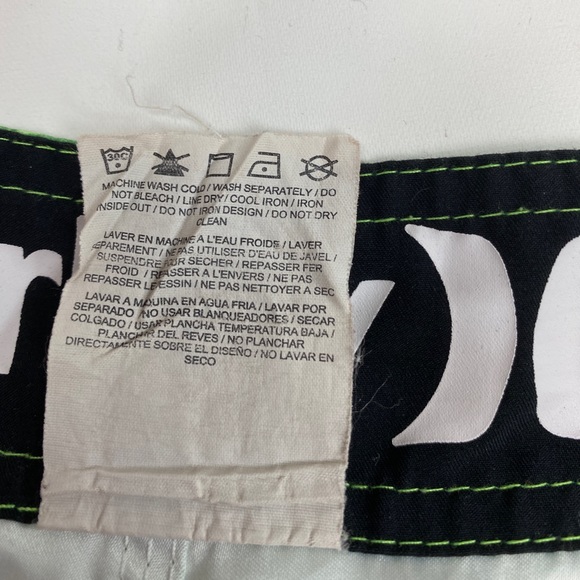 30C
MACHINE WASH COLD / WASH SEPARATELY / DO
NOT BLEACH / LINE DRY / COOL IRON / IRON
INSIDE OUT / DO NOT IRON DESIGN / DO NOT DRY
CLEAN
LAVER EN MACHINE A L'EAU FROIDE / LAVER
SEPAREMENT / NE PAS UTILISER D'EAU DE JAVEL /
SUSPENDRE POUR SÉCHER / REPASSER FER
FROID / REPASSER A L'ENVERS / NE PAS
REPASSER LE DESSIN / NE PAS NETTOYER A SEC
LAVAR A MAQUINA EN AGUA FRIA / LAVAR POR
SEPARADO / NO USAR BLANQUEADORES / SECAR
COLGADO / USAR PLANCHA TEMPERATURA BAJA /
PLANCHAR DEL REVES / NO PLANCHAR
DIRECTAMENTE SOBRE EL DISEÑO / NO LAVAR EN
SECO